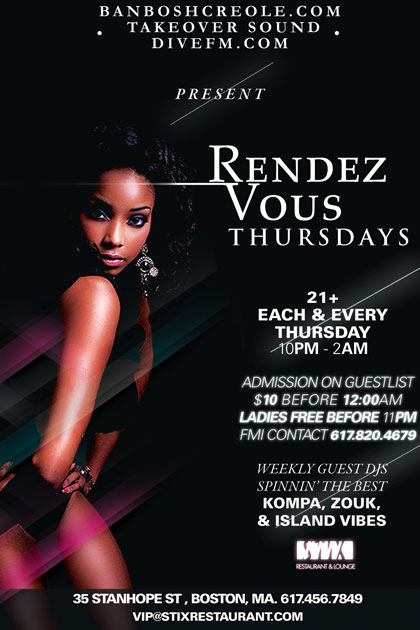 BANBOSHCREOLE.COM
• TAKEOVER SOUND •
DIVEFM.COM
PRESENT
RENDEZ
VOUS
THURSDAYS
21+
EACH & EVERY
THURSDAY
10PM - 2AM
ADMISSION ON GUESTLIST
$10 BEFORE 12:00AM
LADIES FREE BEFORE 11PM
FMI CONTACT 617.820.4679
WEEKLY GUEST DJS
SPINNIN' THE BEST
KOMPA, ZOUK,
& ISLAND VIBES
RESTAURANT & LOUNGE
35 STANHOPE ST , BOSTON, MA. 617.456.7849
VIP@STIXRESTAURANT.COM